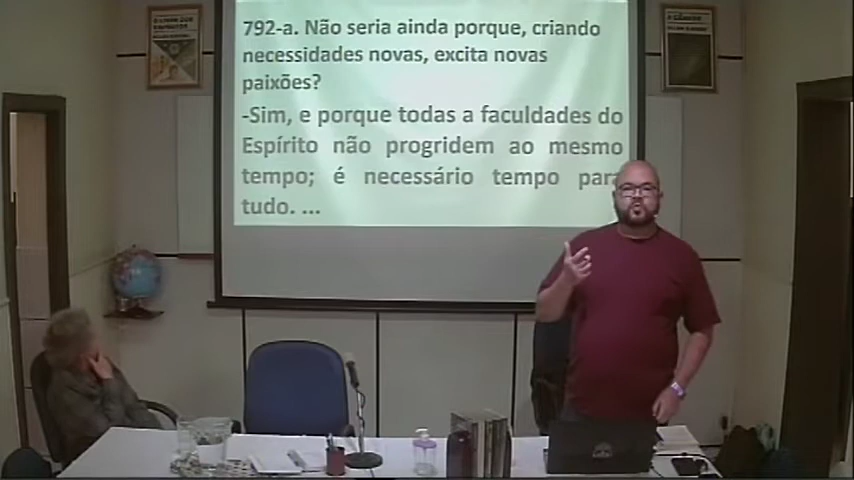 792-a. Não seria ainda porque, criando
necessidades novas, excita novas
paixões?
-Sim, e porque todas a faculdades do
Espírito não progridem ao mesmo
tempo; é necessário tempo para
tudo. ...